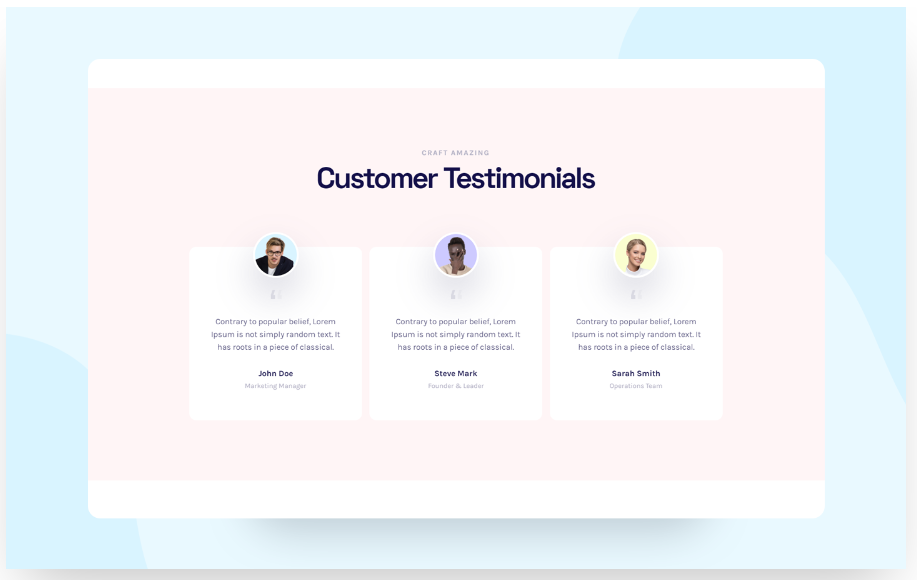 CRAFT AMAZING
Customer Testimonials
“
Contrary to popular belief, Lorem
Ipsum is not simply random text. It
has roots in a piece of classical.
John Doe
Marketing Manager
“
Contrary to popular belief, Lorem
Ipsum is not simply random text. It
has roots in a piece of classical.
Steve Mark
Founder & Leader
“
Contrary to popular belief, Lorem
Ipsum is not simply random text. It
has roots in a piece of classical.
Sarah Smith
Operations Team